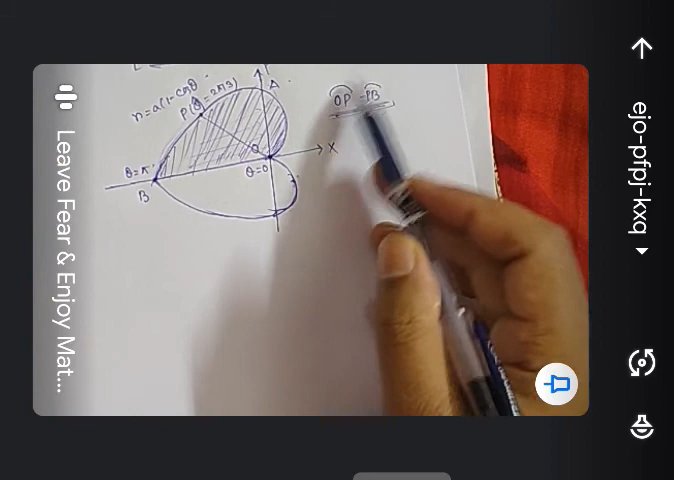 r=a(1-cosθ
P(θ=2π/3)
A
OP =PB
X
O
θ=0
θ=π
B
Leave Fear & Enjoy Mat...
ejo-pfpj-kxq